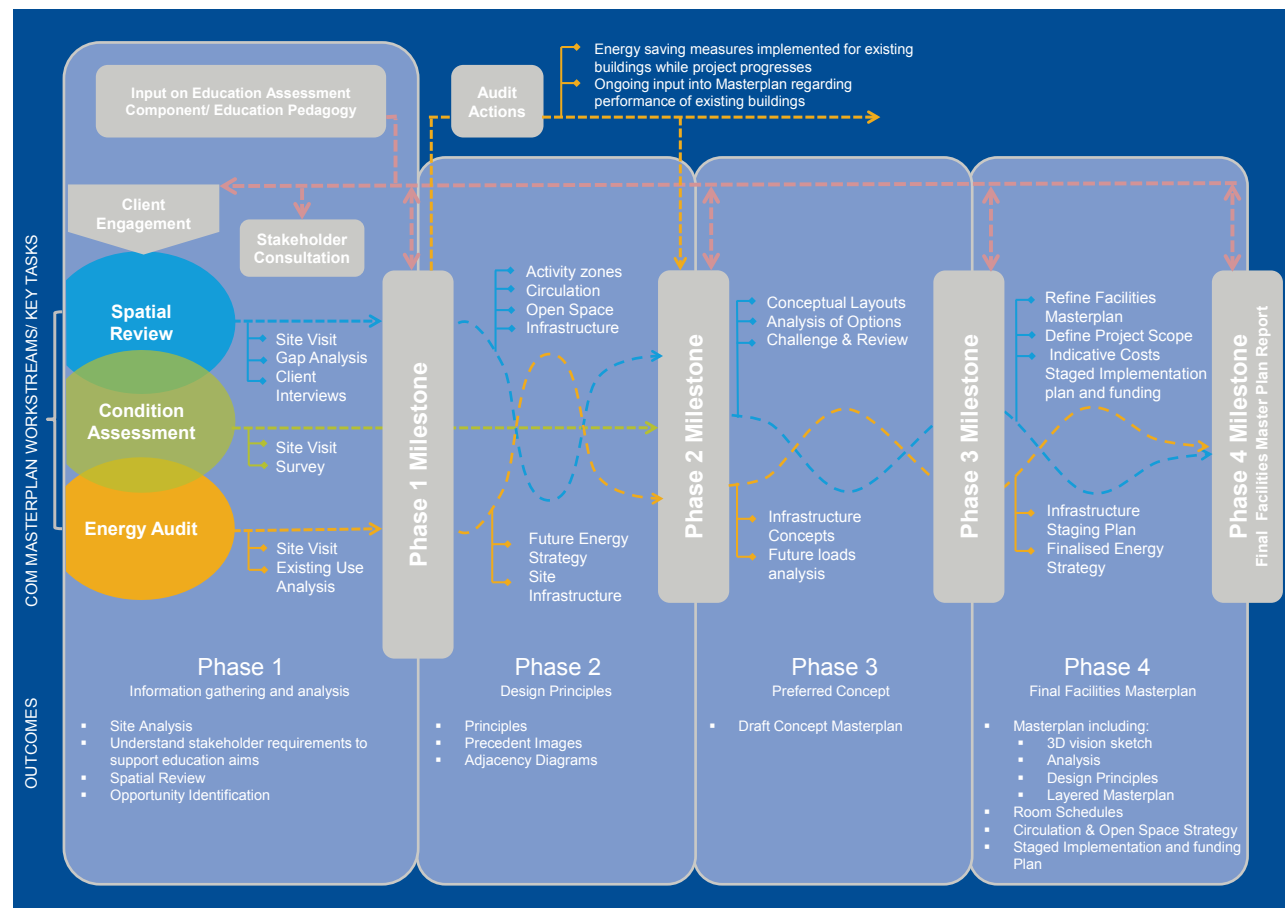 Energy saving measures implemented for existing
buildings while project progresses
Ongoing input into Masterplan regarding
performance of existing buildings
Input on Education Assessment
Component/ Education Pedagogy
Audit
Actions
Client
Engagement
Stakeholder
Consultation
COM MASTERPLAN WORKSTREAMS/ KEY TASKS
Spatial
Review
Site Visit
Gap Analysis
Client
Interviews
Condition
Assessment
Site Visit
Survey
Energy Audit
Site Visit
Existing Use
Analysis
Phase 1 Milestone
Activity zones
Circulation
Open Space
Infrastructure
Future Energy
Strategy
Site
Infrastructure
Phase 2 Milestone
Conceptual Layouts
Analysis of Options
Challenge & Review
Infrastructure
Concepts
Future loads
analysis
Phase 3 Milestone
Refine Facilities
Masterplan
Define Project Scope
Indicative Costs
Staged Implementation
plan and funding
Infrastructure
Staging Plan
Finalised Energy
Strategy
Phase 4 Milestone
Final Facilities Master Plan Report
OUTCOMES
Phase 1
Information gathering and analysis
Site Analysis
Understand stakeholder requirements to
support education aims
Spatial Review
Opportunity Identification
Phase 2
Design Principles
Principles
Precedent Images
Adjacency Diagrams
Phase 3
Preferred Concept
Draft Concept Masterplan
Phase 4
Final Facilities Masterplan
Masterplan including:
3D vision sketch
Analysis
Design Principles
Layered Masterplan
Room Schedules
Circulation & Open Space Strategy
Staged Implementation and funding
Plan